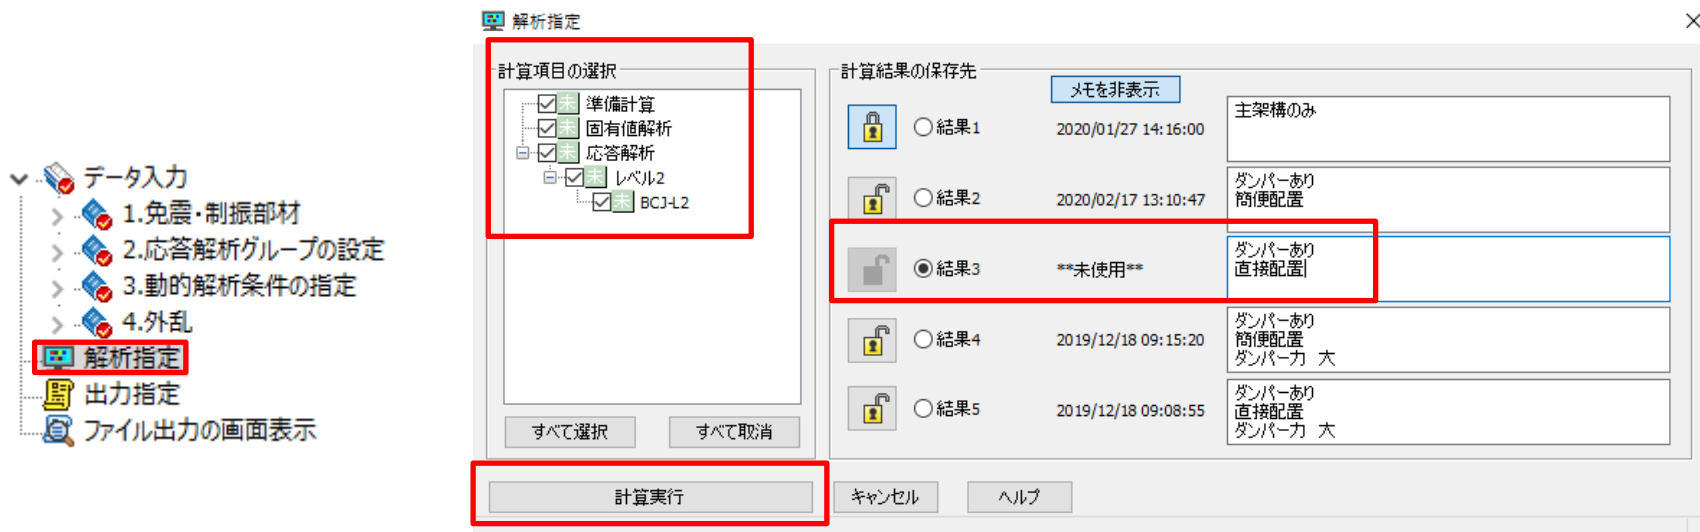 データ入力
1.免震・制振部材
2.応答解析グループの設定
3.動的解析条件の指定
4.外乱
解析指定
出力指定
ファイル出力の画面表示
解析指定
計算項目の選択
未 準備計算
未 固有値解析
未 応答解析
未 レベル2
未 BCJ-L2
すべて選択
すべて取消
計算結果の保存先
メモを非表示
結果1
2020/01/27 14:16:00
主架構のみ
結果2
2020/02/17 13:10:47
ダンパーあり
簡便配置
結果3
**未使用**
ダンパーあり
直接配置
結果4
2019/12/18 09:15:20
ダンパーあり
簡便配置
ダンパー力 大
結果5
2019/12/18 09:08:55
ダンパーあり
直接配置
ダンパー力 大
計算実行
キャンセル
ヘルプ